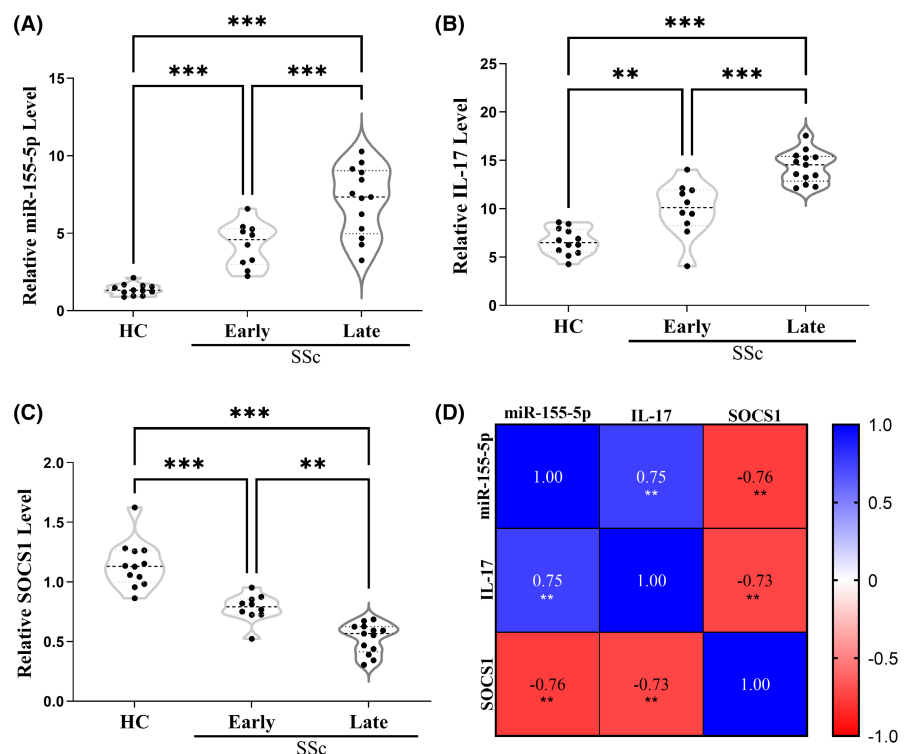 (A)
***
***
***
Relative miR-155-5p Level
15
10
5
0
HC
Early
Late
SSc
(B)
***
**
***
Relative IL-17 Level
25
20
15
10
5
0
HC
Early
Late
SSc
(C)
***
***
**
Relative SOCS1 Level
2.0
1.5
1.0
0.5
0.0
HC
Early
Late
SSc
(D)
miR-155-5p IL-17 SOCS1
miR-155-5p
1.00 0.75 -0.76
** **
IL-17
0.75 1.00 -0.73
** **
SOCS1
-0.76 -0.73 1.00
** **
1.0
0.5
0
-0.5
-1.0